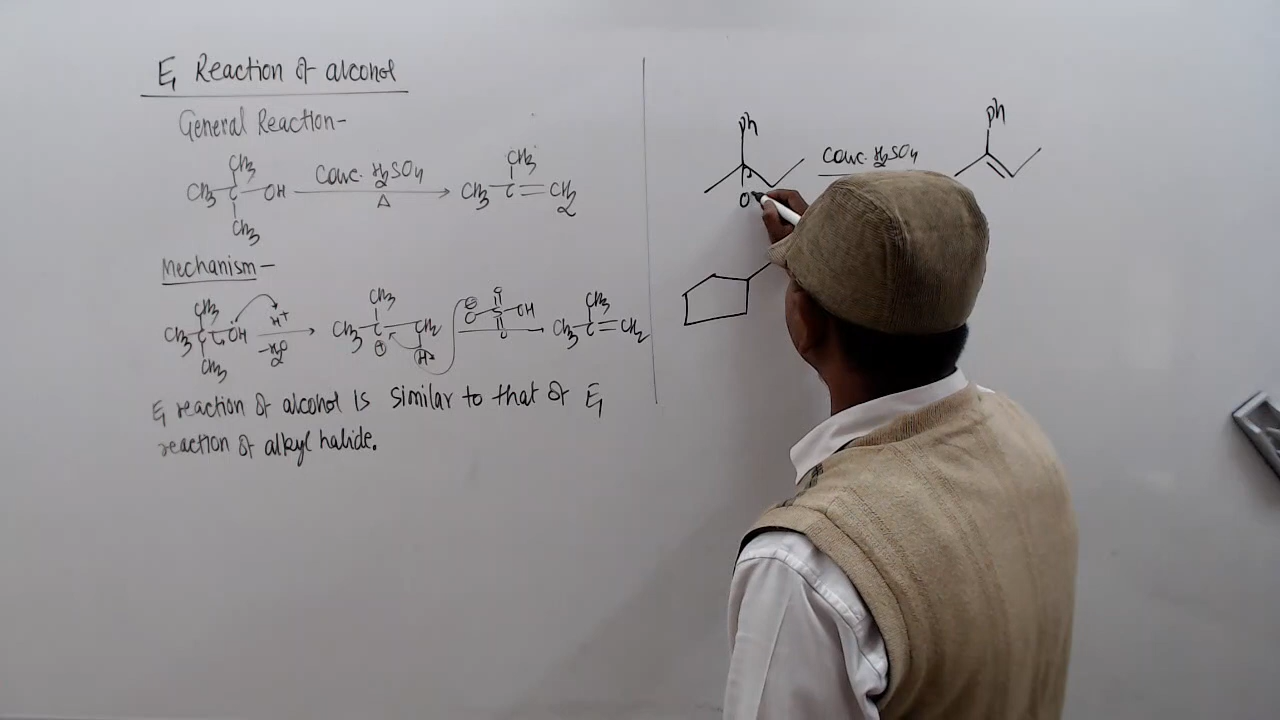 E1 Reaction of alcohol
General Reaction-
CH3
CH3-C-OH Conc. H2SO4 CH3-C=CH2
CH3
Δ
CH3
Mechanism-
CH3
CH3-C-OH H+ CH3-C-CH2 ⊖O-S-OH CH3-C=CH2
-H2O
CH3
CH3
⊕
H
O
O
CH3
E1 reaction of alcohol is similar to that of E1
reaction of alkyl halide.
Ph
Conc. H2SO4
O
Ph